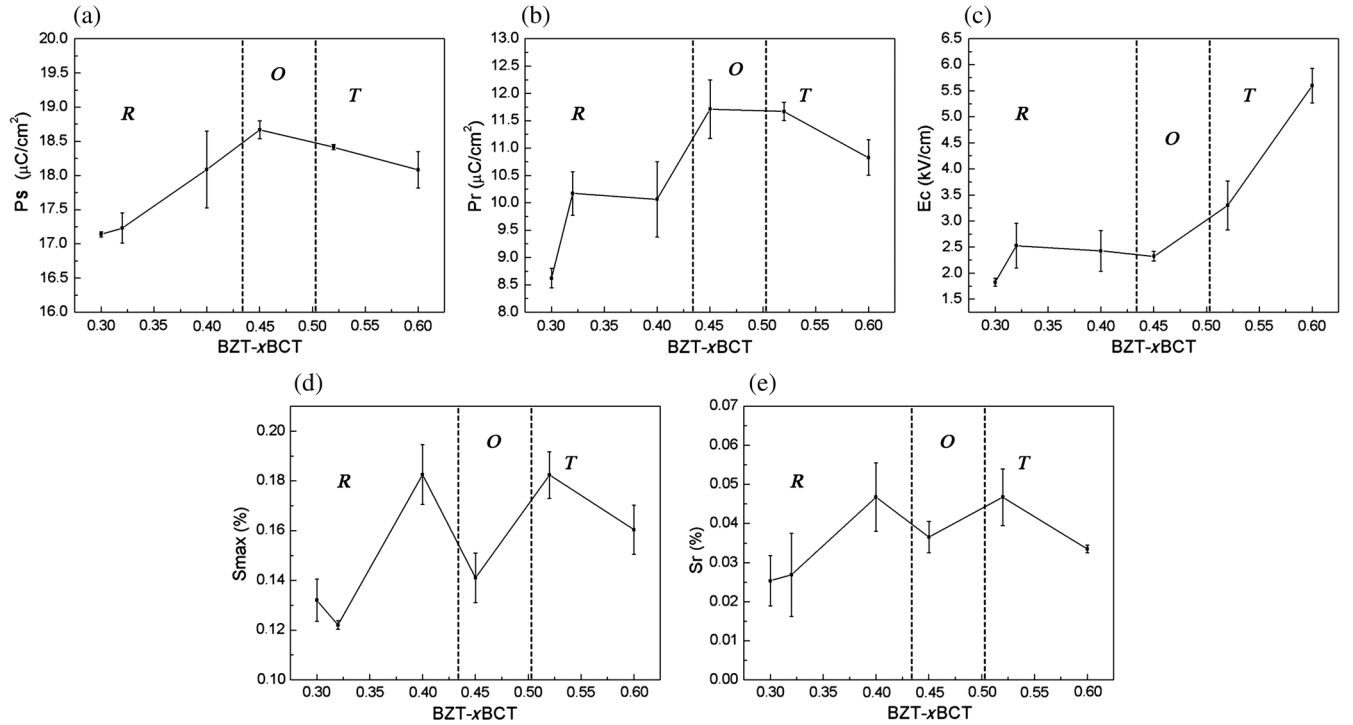 (a)
20.0
19.5
19.0
18.5
18.0
17.5
17.0
16.5
16.0
Ps (μC/cm²)
R
O
T
0.30 0.35 0.40 0.45 0.50 0.55 0.60
BZT-xBCT
(b)
13.0
12.5
12.0
11.5
11.0
10.5
10.0
9.5
9.0
8.5
8.0
Pr (μC/cm²)
R
O
T
0.30 0.35 0.40 0.45 0.50 0.55 0.60
BZT-xBCT
(c)
6.5
6.0
5.5
5.0
4.5
4.0
3.5
3.0
2.5
2.0
1.5
Ec (kV/cm)
R
O
T
0.30 0.35 0.40 0.45 0.50 0.55 0.60
BZT-xBCT
(d)
0.20
0.18
0.16
0.14
0.12
0.10
Smax (%)
R
O
T
0.30 0.35 0.40 0.45 0.50 0.55 0.60
BZT-xBCT
(e)
0.07
0.06
0.05
0.04
0.03
0.02
0.01
0.00
Sr (%)
R
O
T
0.30 0.35 0.40 0.45 0.50 0.55 0.60
BZT-xBCT